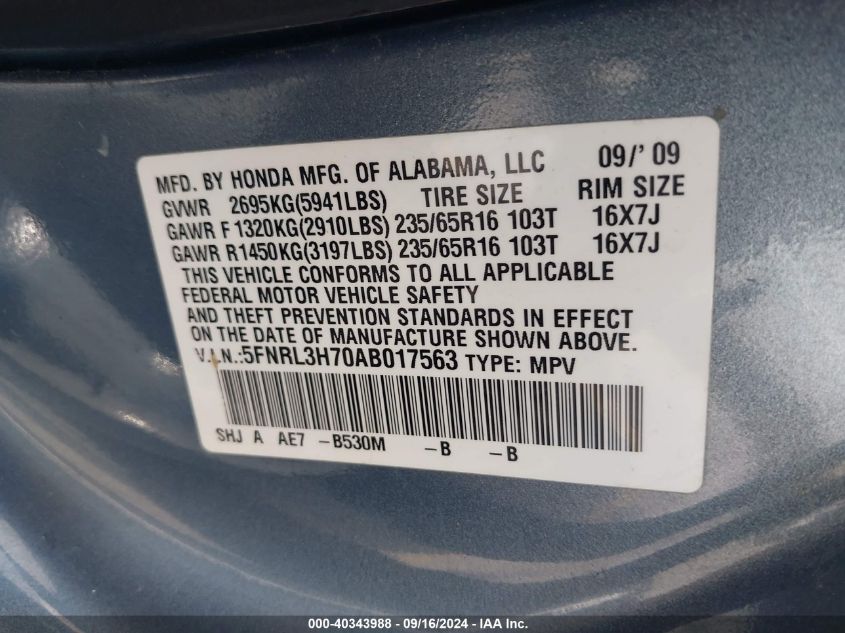 MFD. BY HONDA MFG. OF ALABAMA, LLC 09/' 09
GVWR 2695KG(5941LBS) TIRE SIZE RIM SIZE
GAWR F 1320KG(2910LBS) 235/65R16 103T 16X7J
GAWR R1450KG(3197LBS) 235/65R16 103T 16X7J
THIS VEHICLE CONFORMS TO ALL APPLICABLE
FEDERAL MOTOR VEHICLE SAFETY
AND THEFT PREVENTION STANDARDS IN EFFECT
ON THE DATE OF MANUFACTURE SHOWN ABOVE.
V.I.N.:5FNRL3H70AB017563 TYPE: MPV
SHJ A AE7 -B530M -B -B
000-40343988 - 09/16/2024 - IAA Inc.